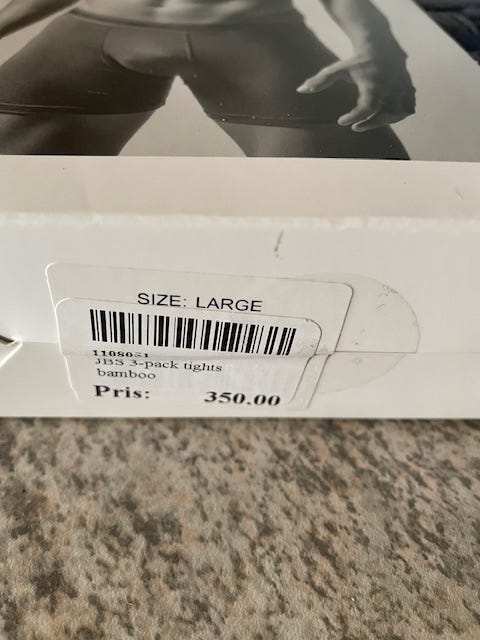 SIZE: LARGE
JBS 3-pack tights
bamboo
Pris: 350.00